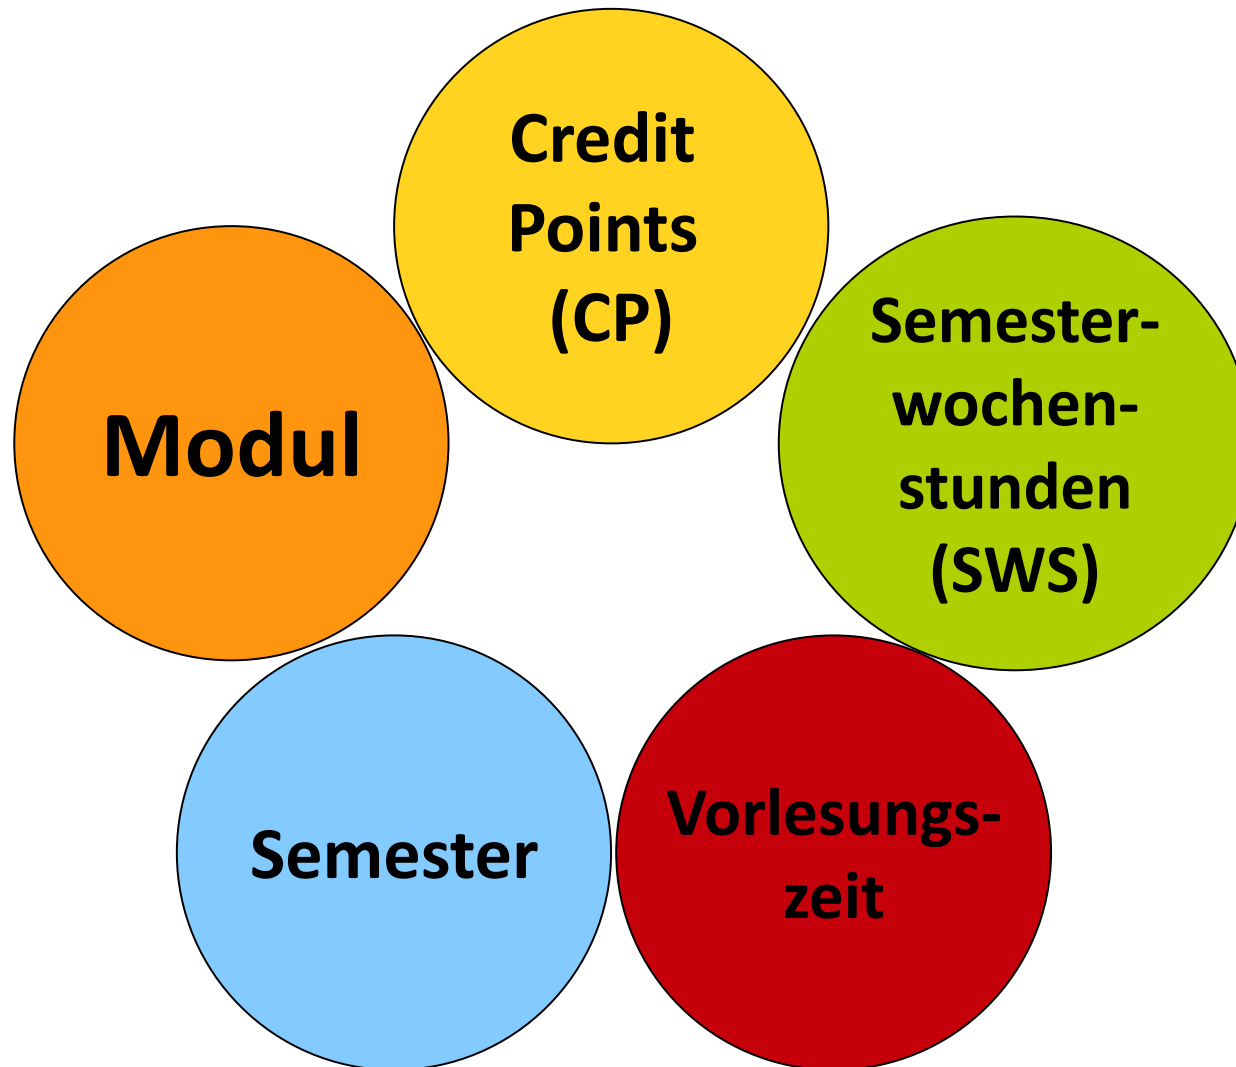 Credit
Points
(CP)
Semester-
wochen-
stunden
(SWS)
Modul
Vorlesungs-
zeit
Semester